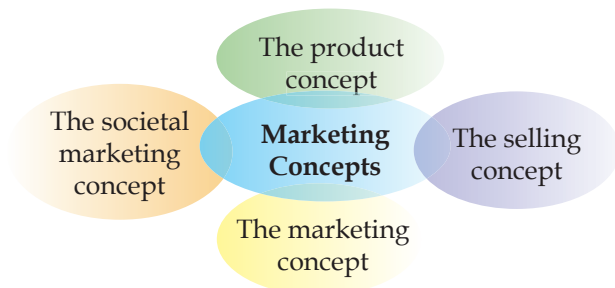 The product
concept
The societal
marketing
concept
Marketing
Concepts
The selling
concept
The marketing
concept